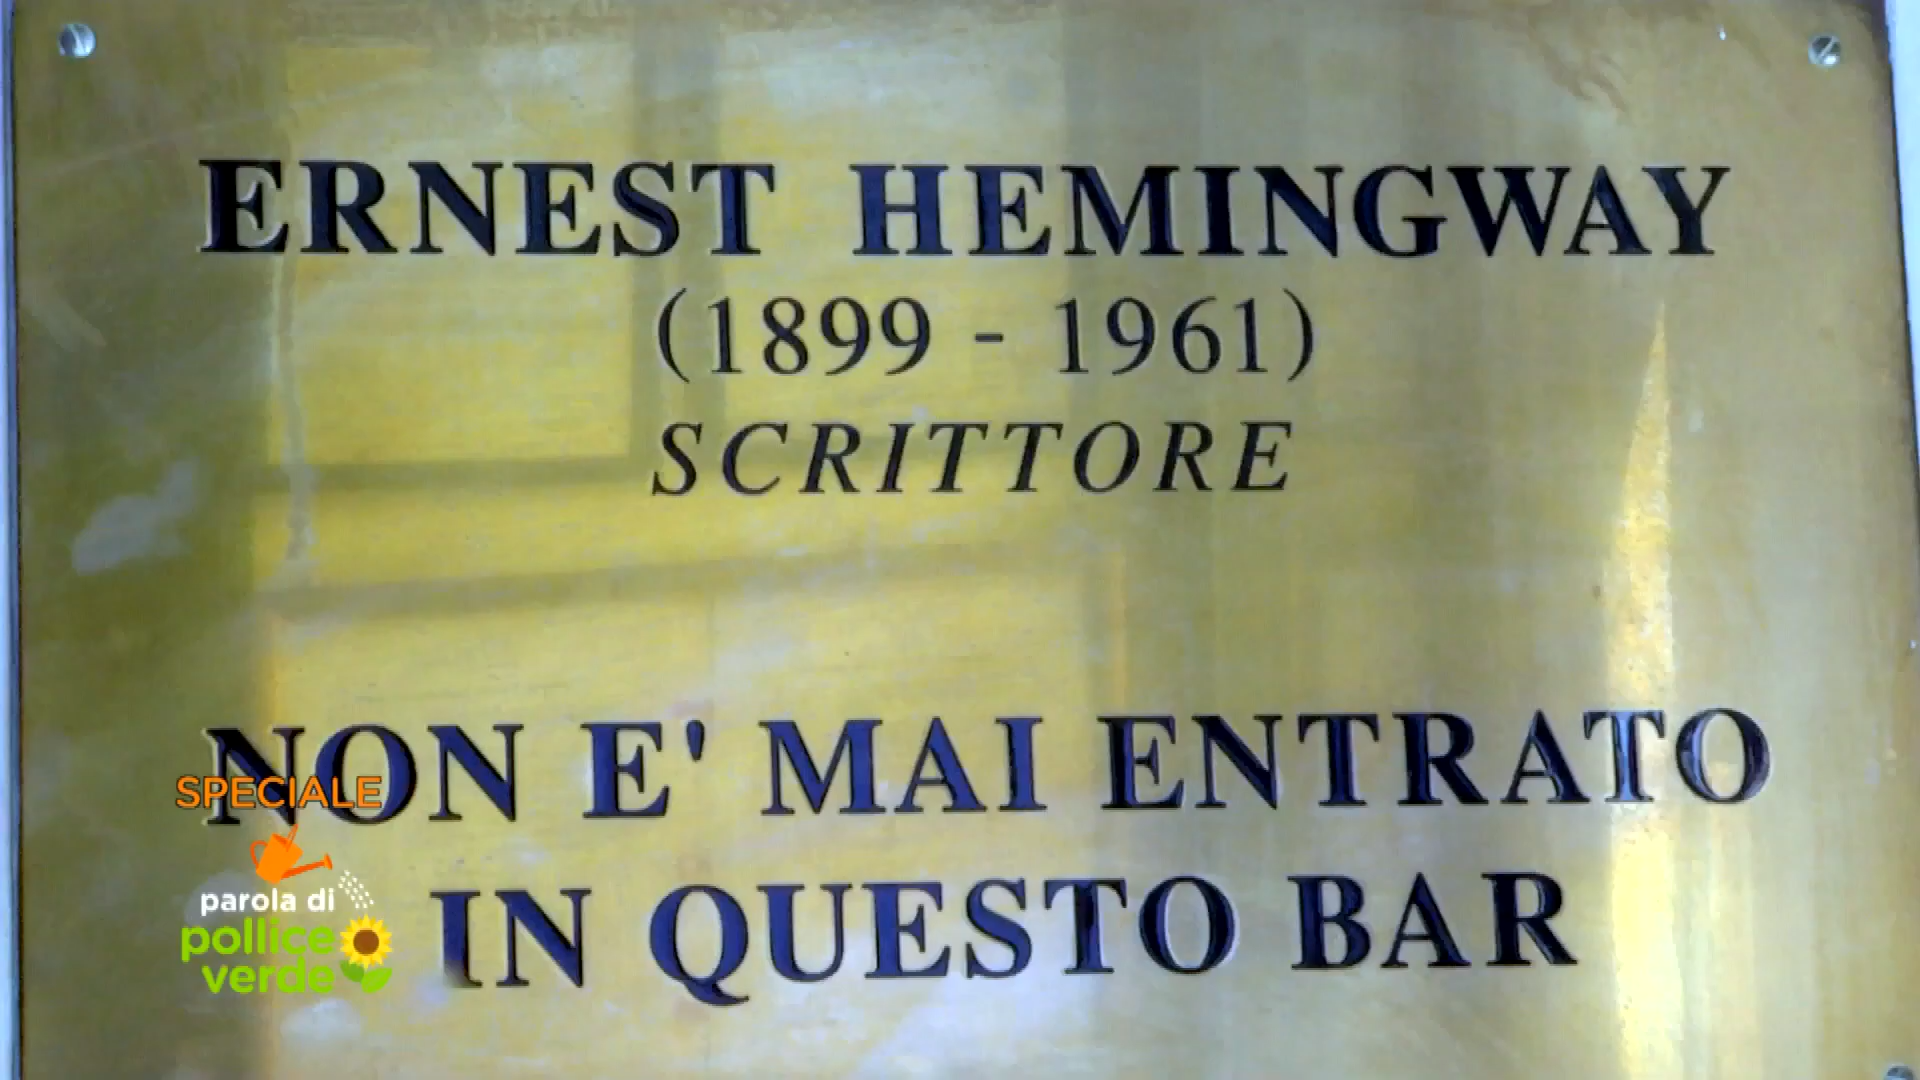 ERNEST HEMINGWAY
(1899 - 1961)
SCRITTORE
NON E' MAI ENTRATO
IN QUESTO BAR
SPECIALE
parola di
pollice
verde